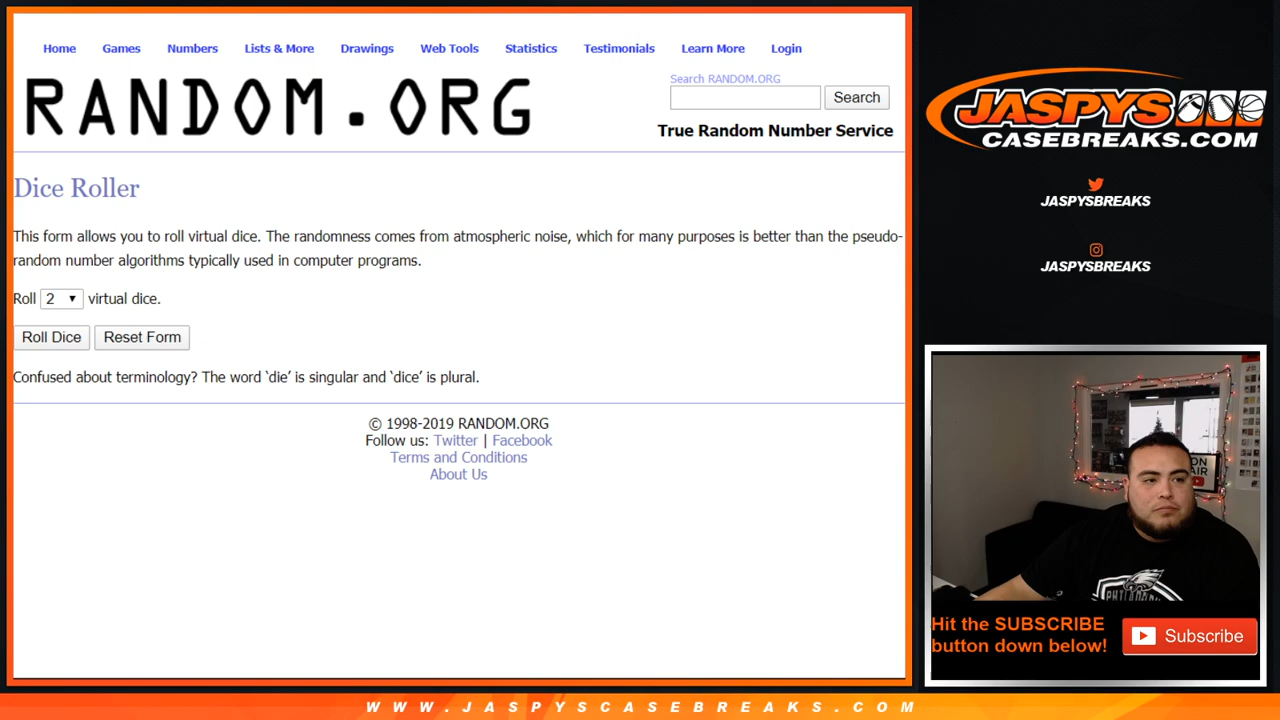 Home Games Numbers Lists & More Drawings Web Tools Statistics Testimonials Learn More Login
RANDOM.ORG
Search RANDOM.ORG
Search
True Random Number Service
Dice Roller
This form allows you to roll virtual dice. The randomness comes from atmospheric noise, which for many purposes is better than the pseudo-
random number algorithms typically used in computer programs.
Roll 2 virtual dice.
Roll Dice Reset Form
Confused about terminology? The word ‘die’ is singular and ‘dice’ is plural.
© 1998-2019 RANDOM.ORG
Follow us: Twitter | Facebook
Terms and Conditions
About Us
JASPYS
CASEBREAKS.COM
JASPYSBREAKS
JASPYSBREAKS
ON
AIR
Hit the SUBSCRIBE
button down below!
Subscribe
WWW.JASPYSCASEBREAKS.COM